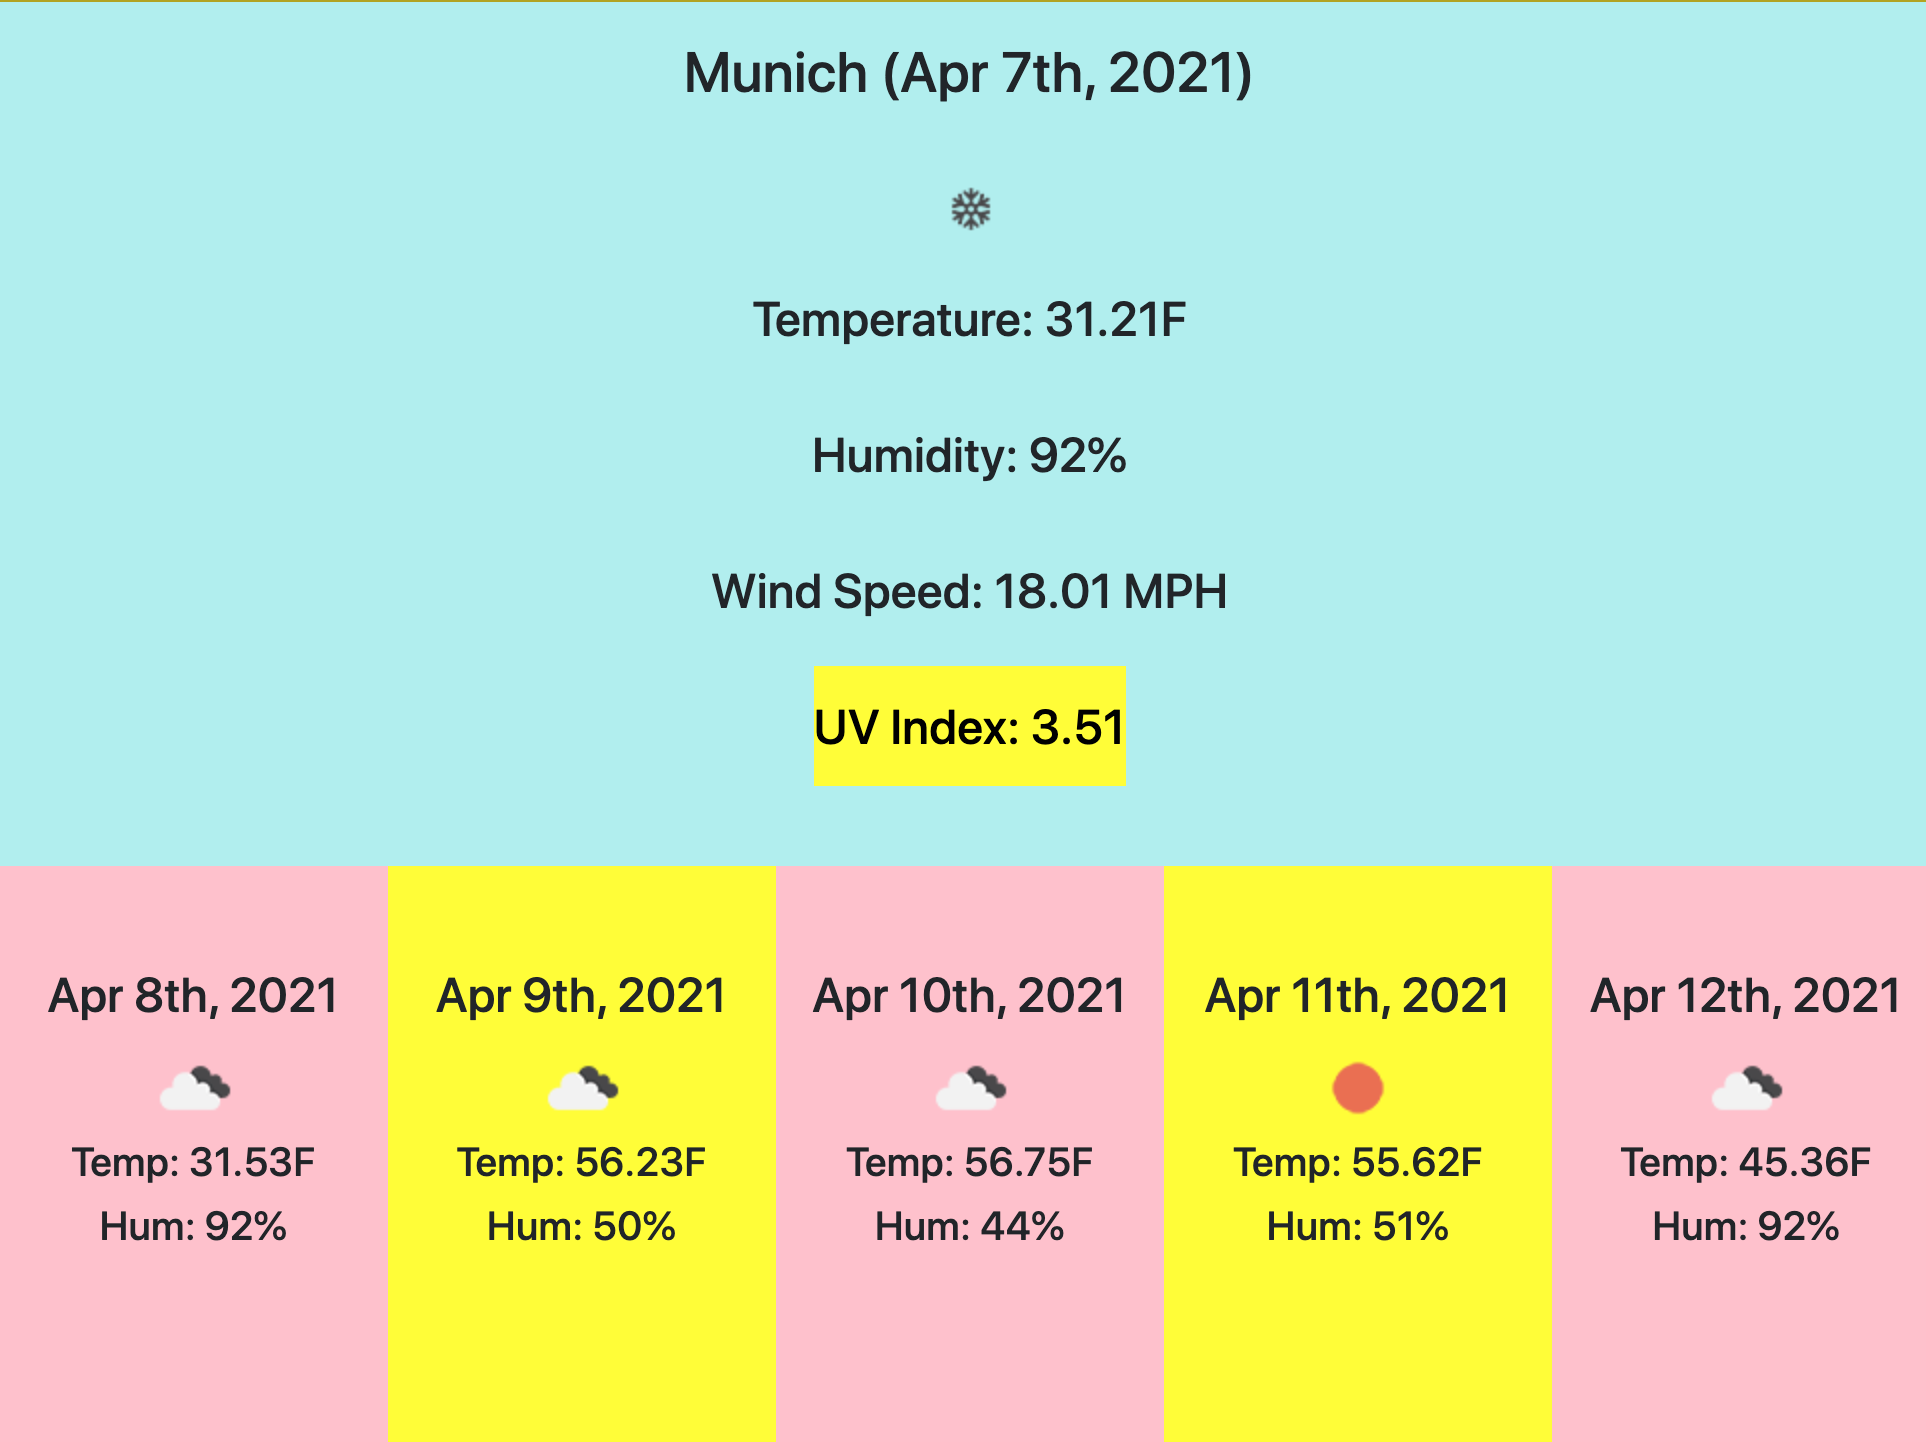 Munich (Apr 7th, 2021)
Temperature: 31.21F
Humidity: 92%
Wind Speed: 18.01 MPH
UV Index: 3.51
Apr 8th, 2021
Temp: 31.53F
Hum: 92%
Apr 9th, 2021
Temp: 56.23F
Hum: 50%
Apr 10th, 2021
Temp: 56.75F
Hum: 44%
Apr 11th, 2021
Temp: 55.62F
Hum: 51%
Apr 12th, 2021
Temp: 45.36F
Hum: 92%